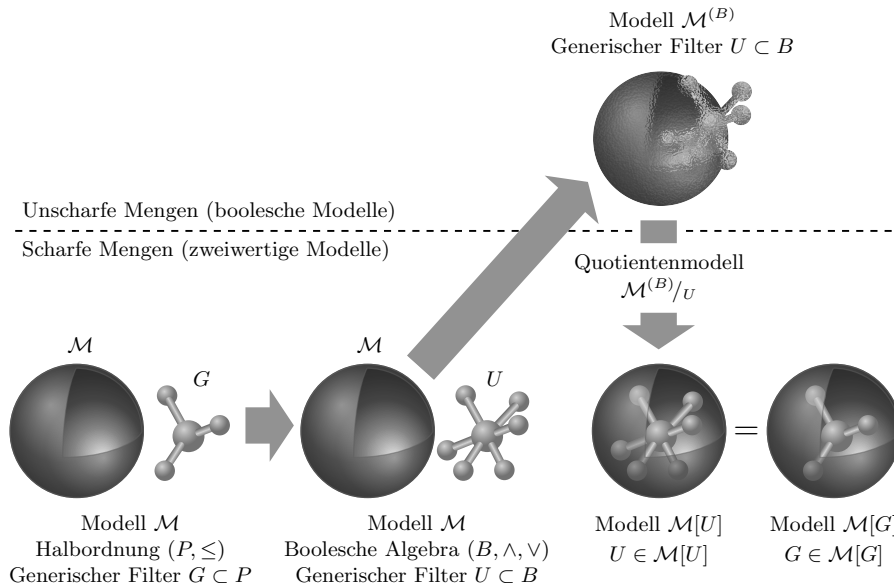 Modell ℳ^(B)
Generischer Filter U ⊂ B
Unscharfe Mengen (boolesche Modelle)
Scharfe Mengen (zweiwertige Modelle)
Quotientenmodell
ℳ^(B)/U
ℳ
G
ℳ
U
=
Modell ℳ
Halbordnung (P, ≤)
Generischer Filter G ⊂ P
Modell ℳ
Boolesche Algebra (B, ∧, ∨)
Generischer Filter U ⊂ B
Modell ℳ[U]
U ∈ ℳ[U]
Modell ℳ[G]
G ∈ ℳ[G]